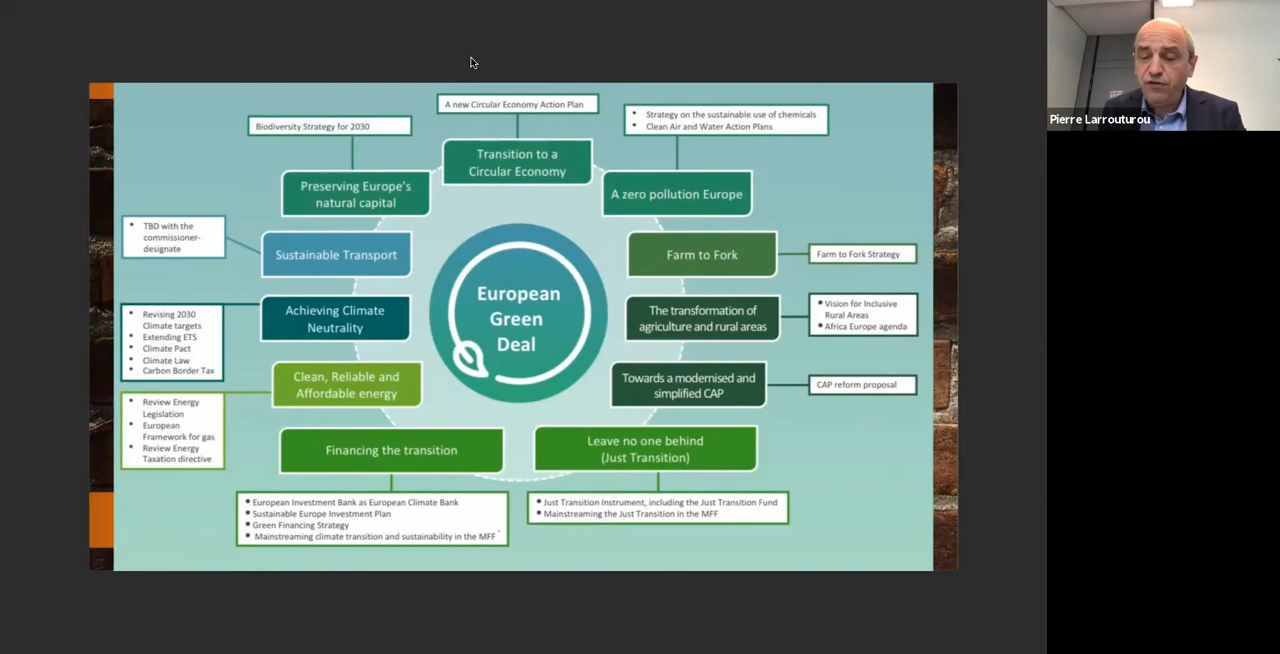 A new Circular Economy Action Plan
Biodiversity Strategy for 2030
• Strategy on the sustainable use of chemicals
• Clean Air and Water Action Plans
Transition to a
Circular Economy
Preserving Europe's
natural capital
A zero pollution Europe
• TBD with the
commissioner-
designate
Sustainable Transport
Farm to Fork
Farm to Fork Strategy
European
Green
Deal
Achieving Climate
Neutrality
• Revising 2030
Climate targets
• Extending ETS
• Climate Pact
• Climate Law
• Carbon Border Tax
The transformation of
agriculture and rural areas
• Vision for Inclusive
Rural Areas
• Africa Europe agenda
Clean, Reliable and
Affordable energy
• Review Energy
Legislation
• European
Framework for gas
• Review Energy
Taxation directive
Towards a modernised and
simplified CAP
CAP reform proposal
Financing the transition
• European Investment Bank as European Climate Bank
• Sustainable Europe Investment Plan
• Green Financing Strategy
• Mainstreaming climate transition and sustainability in the MFF
Leave no one behind
(Just Transition)
• Just Transition Instrument, including the Just Transition Fund
• Mainstreaming the Just Transition in the MFF
Pierre Larrouturou